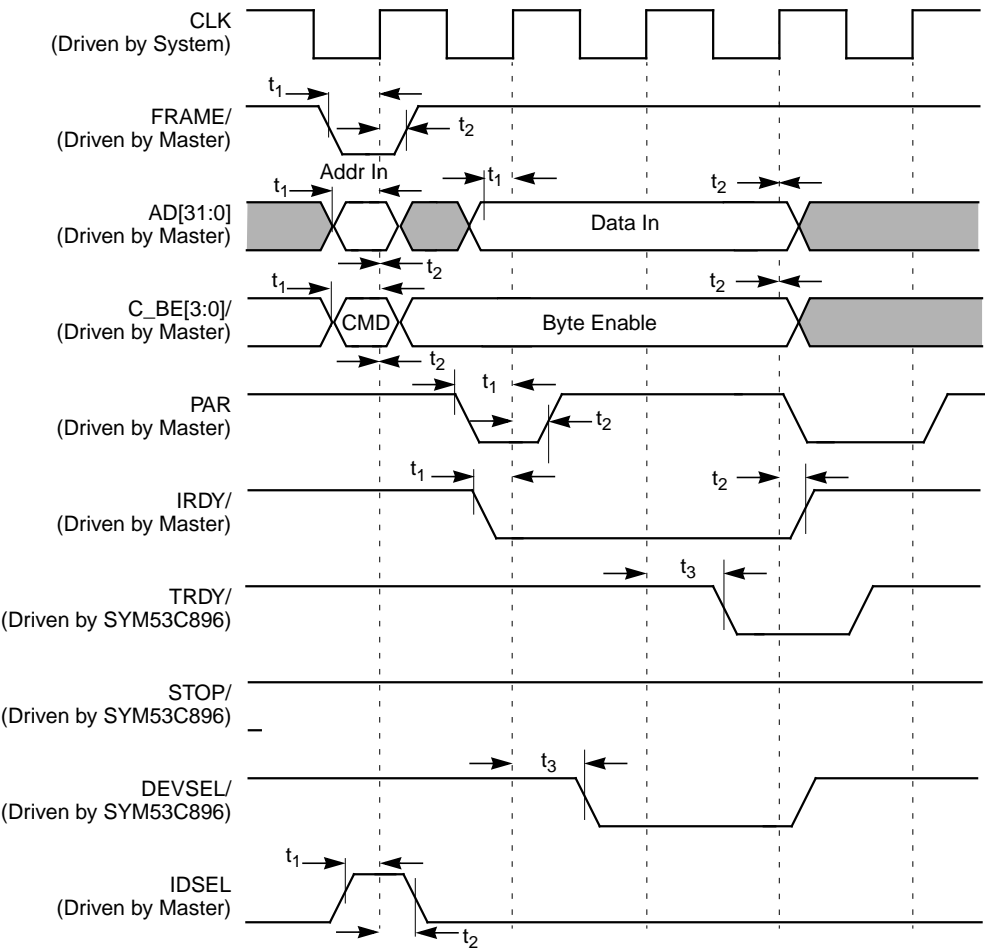 CLK
(Driven by System)
t1
FRAME/
(Driven by Master)
t2
Addr In
t1
t1
t2
AD[31:0]
(Driven by Master)
Data In
t2
t1
t2
C_BE[3:0]/
(Driven by Master)
CMD
Byte Enable
t2
t1
PAR
(Driven by Master)
t2
t1
t2
IRDY/
(Driven by Master)
t3
TRDY/
(Driven by SYM53C896)
STOP/
(Driven by SYM53C896)
t3
DEVSEL/
(Driven by SYM53C896)
t1
IDSEL
(Driven by Master)
t2